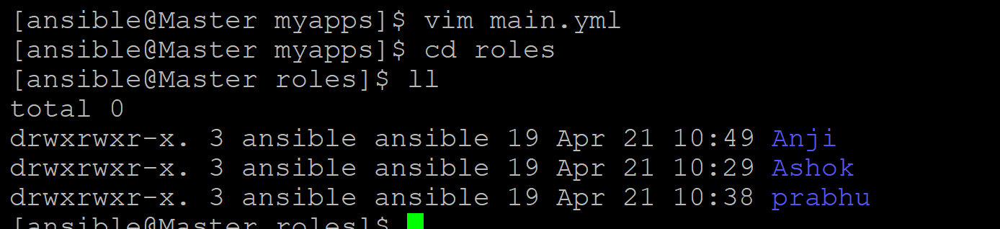 [ansible@Master myapps]$ vim main.yml
[ansible@Master myapps]$ cd roles
[ansible@Master roles]$ ll
total 0
drwxrwxr-x. 3 ansible ansible 19 Apr 21 10:49 Anji
drwxrwxr-x. 3 ansible ansible 19 Apr 21 10:29 Ashok
drwxrwxr-x. 3 ansible ansible 19 Apr 21 10:38 prabhu
[ansible@Master roles]$